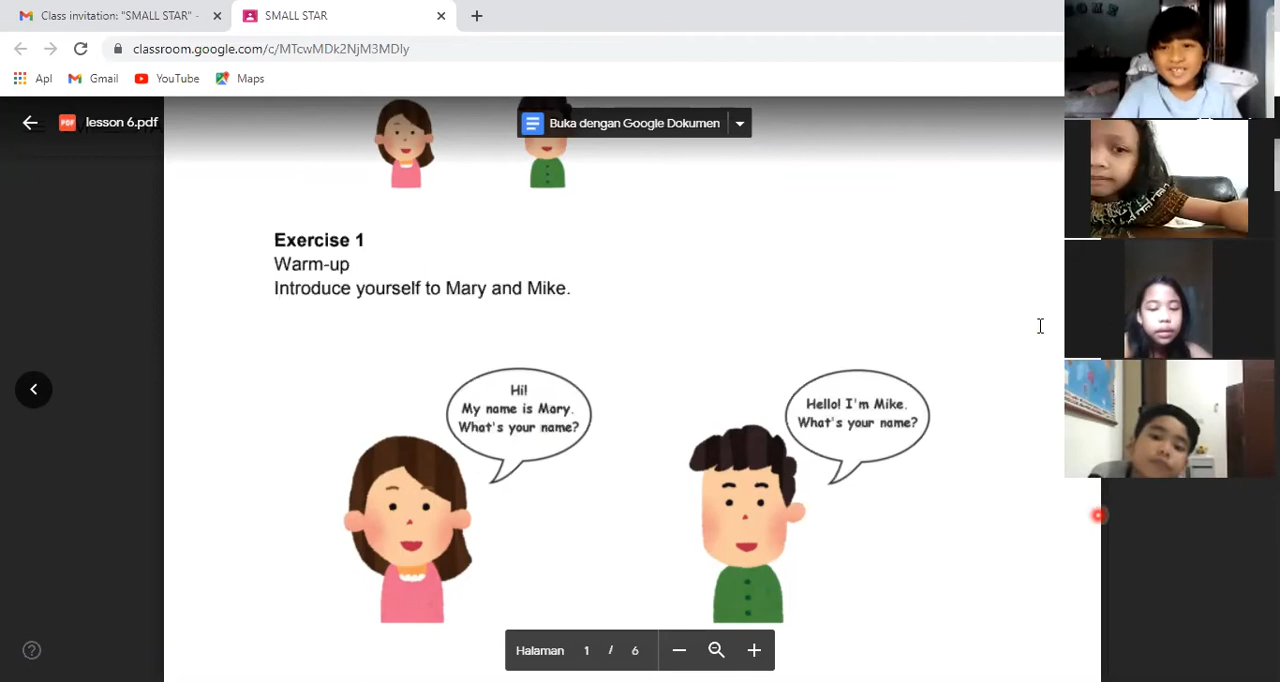 Class invitation: "SMALL STAR" -
SMALL STAR
classroom.google.com/c/MTcwMDk2NjM3MDIy
Apl Gmail YouTube Maps
PDF lesson 6.pdf
Buka dengan Google Dokumen
Exercise 1
Warm-up
Introduce yourself to Mary and Mike.
Hi!
My name is Mary.
What's your name?
Hello! I'm Mike.
What's your name?
Halaman 1 / 6